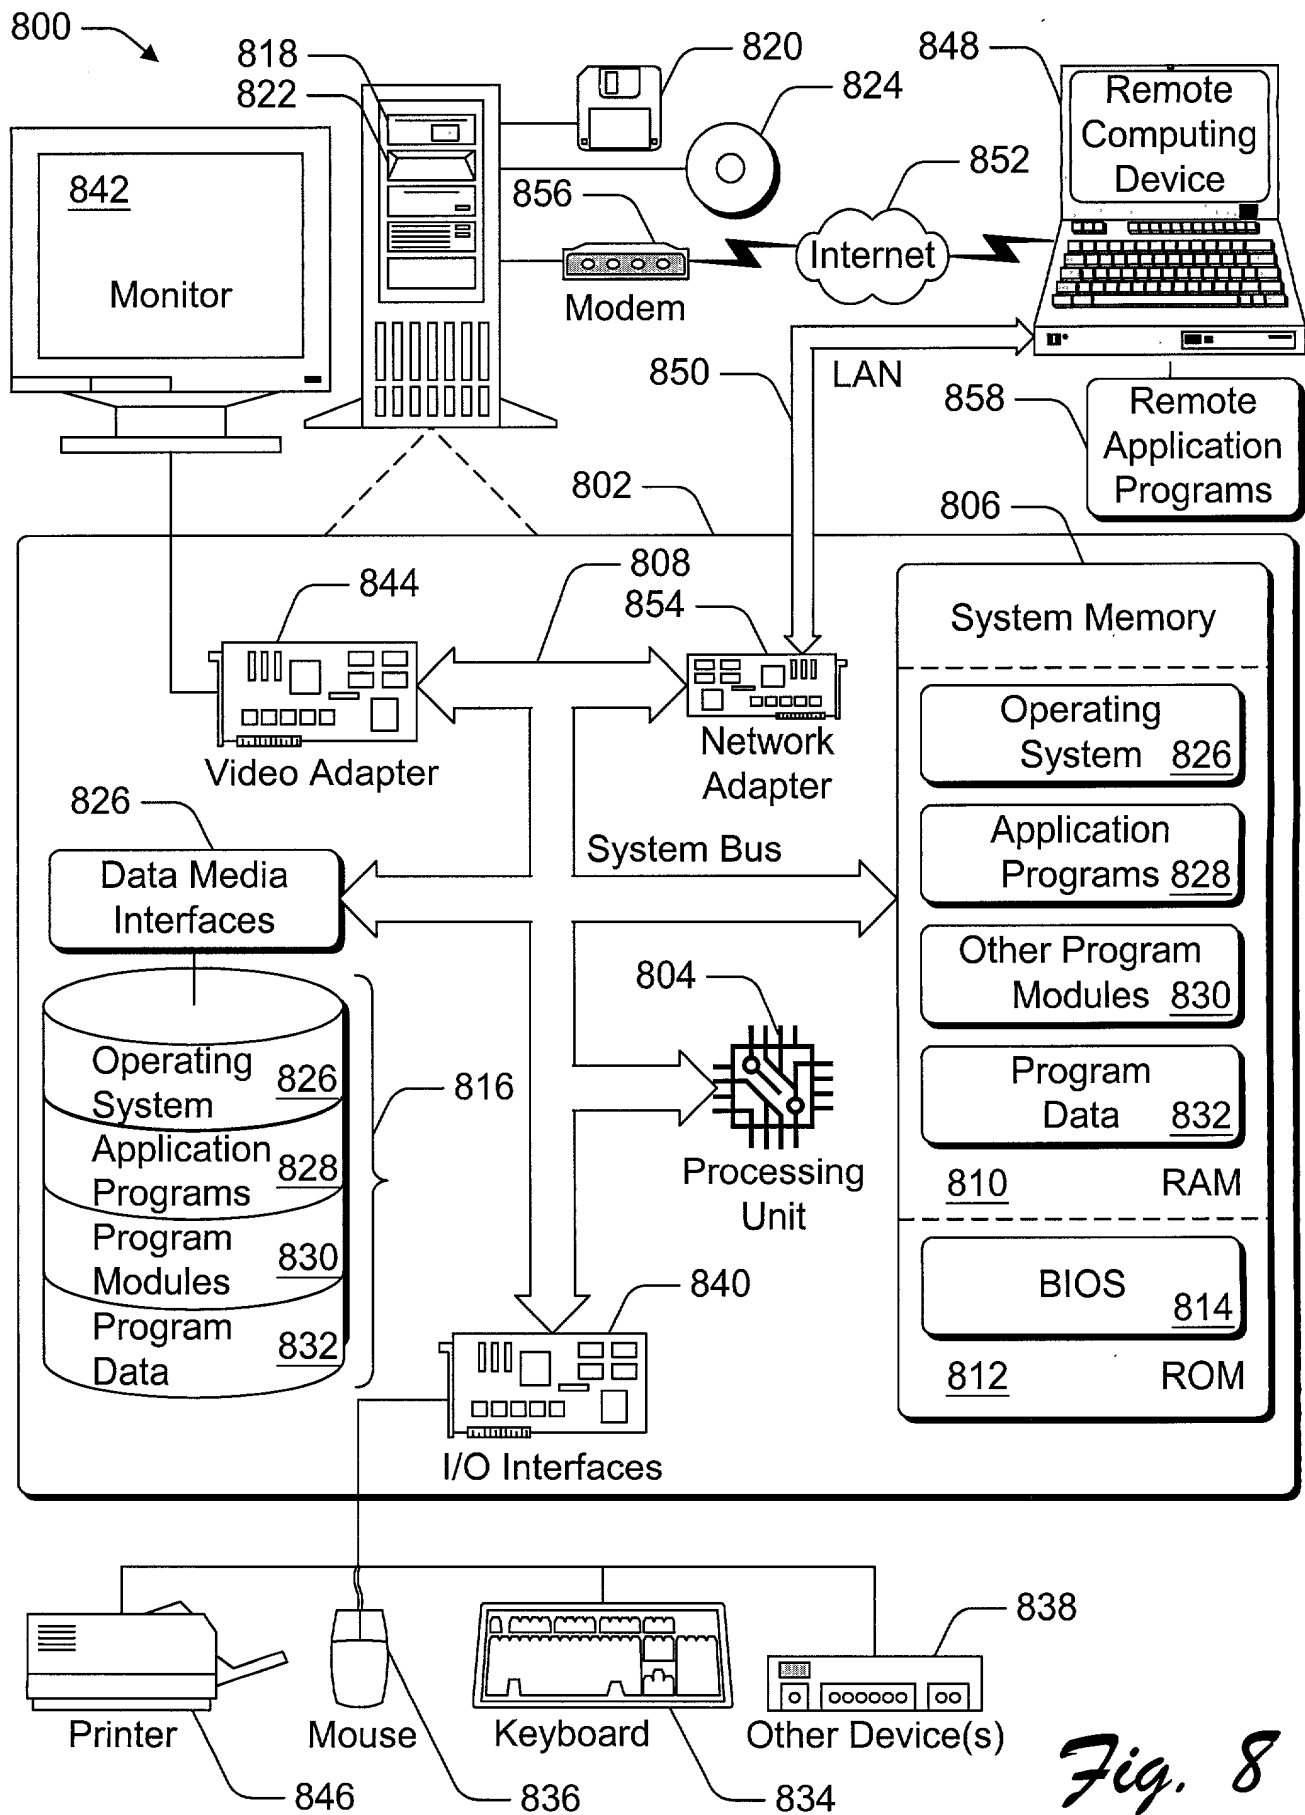 800
818
822
820
824
848
Remote
Computing
Device
842
Monitor
856
Modem
852
Internet
850
LAN
858
Remote
Application
Programs
802
806
808
844
854
System Memory
Video Adapter
Network
Adapter
Operating
System 826
Application
Programs 828
Other Program
Modules 830
Program
Data 832
810 RAM
BIOS
814
812 ROM
826
Data Media
Interfaces
System Bus
804
Processing
Unit
Operating
System 826
Application
Programs 828
Program
Modules 830
Program
Data 832
816
840
I/O Interfaces
838
Printer
Mouse
Keyboard
Other Device(s)
846
836
834
Fig. 8